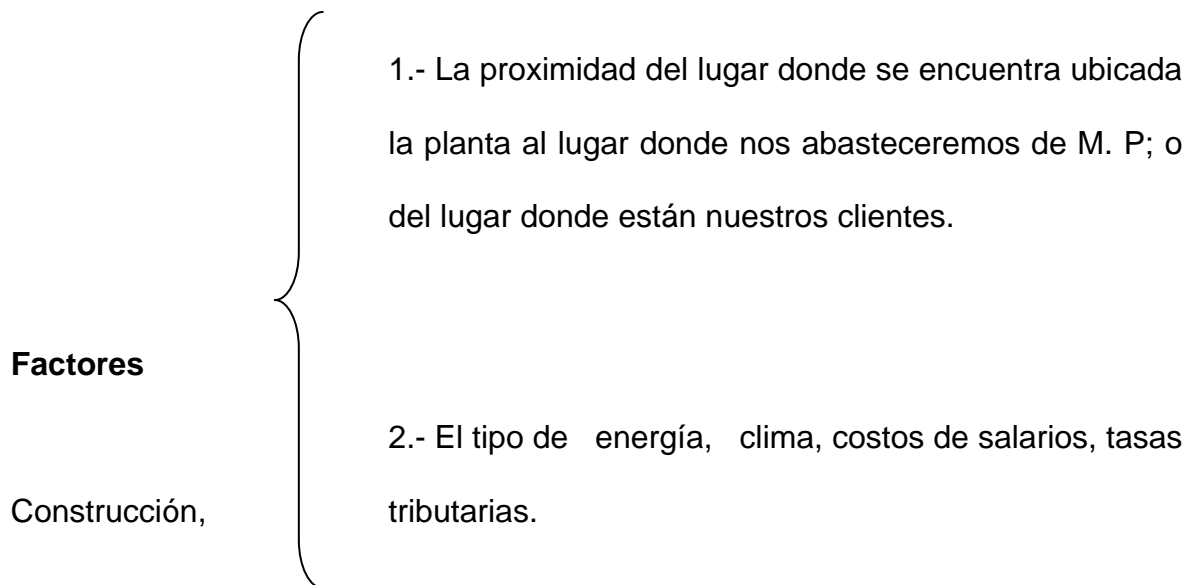 1.- La proximidad del lugar donde se encuentra ubicada
la planta al lugar donde nos abasteceremos de M. P; o
del lugar donde están nuestros clientes.
Factores
2.- El tipo de energía, clima, costos de salarios, tasas
Construcción, tributarias.